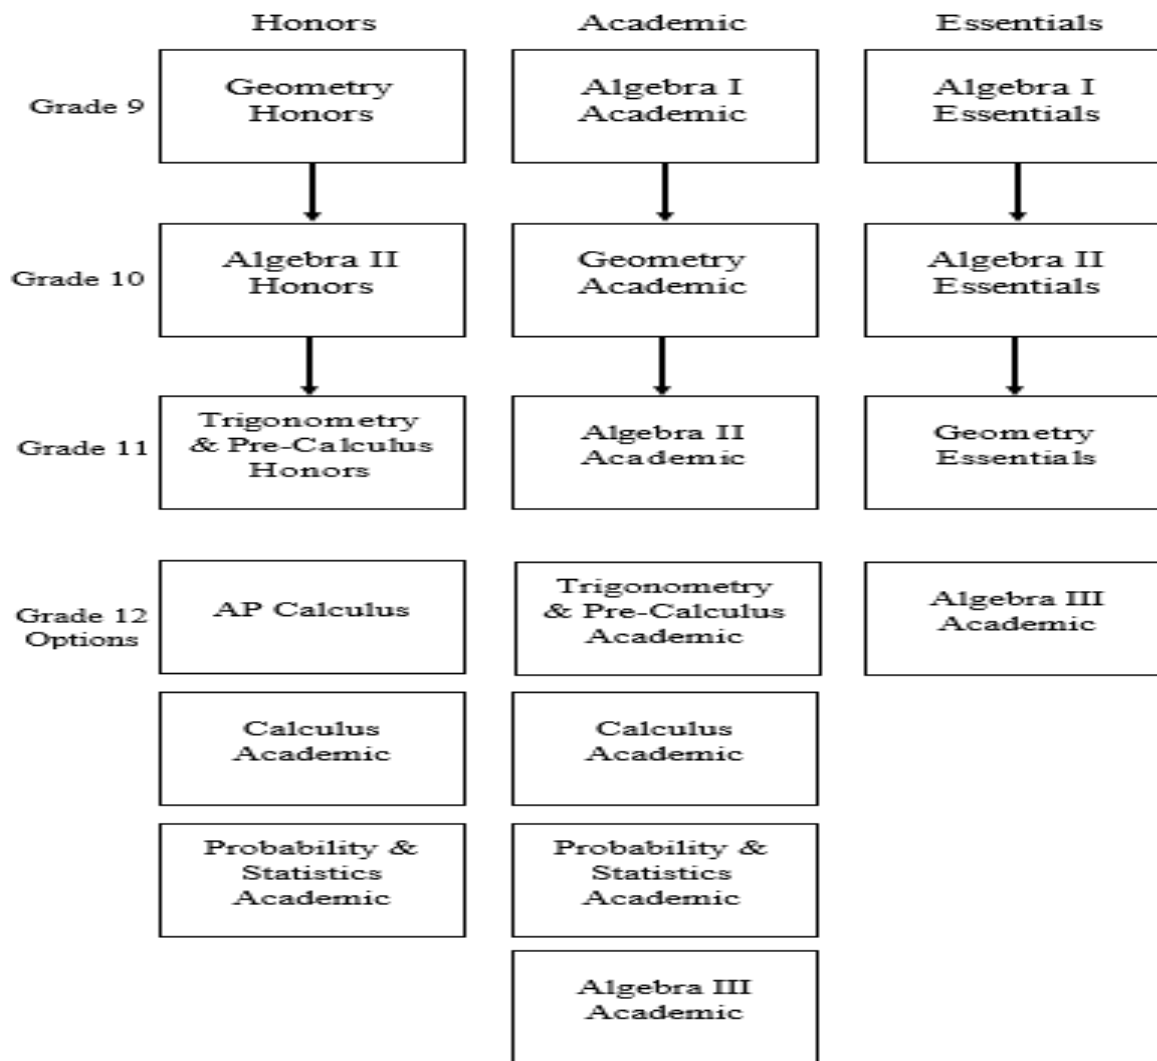 Honors
Academic
Essentials
Grade 9
Geometry
Honors
Algebra I
Academic
Algebra I
Essentials
Grade 10
Algebra II
Honors
Geometry
Academic
Algebra II
Essentials
Grade 11
Trigonometry
& Pre-Calculus
Honors
Algebra II
Academic
Geometry
Essentials
Grade 12
Options
AP Calculus
Trigonometry
& Pre-Calculus
Academic
Algebra III
Academic
Calculus
Academic
Calculus
Academic
Probability &
Statistics
Academic
Probability &
Statistics
Academic
Algebra III
Academic